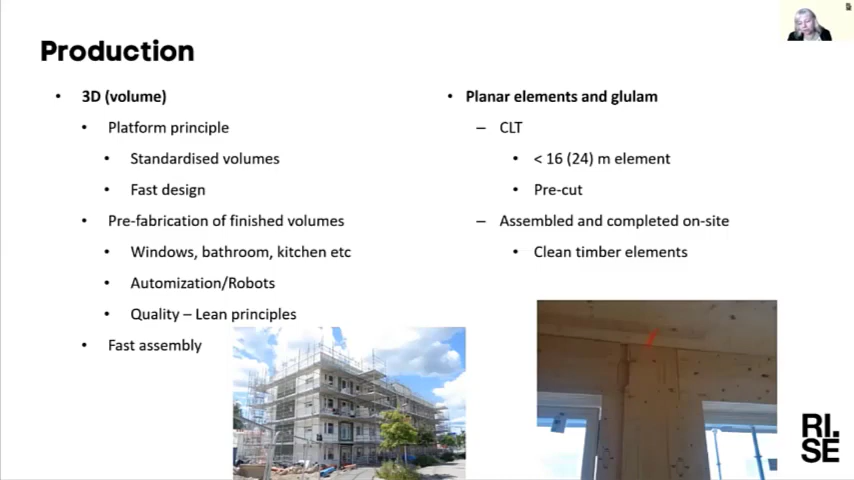 Production
• 3D (volume)
• Platform principle
• Standardised volumes
• Fast design
• Pre-fabrication of finished volumes
• Windows, bathroom, kitchen etc
• Automization/Robots
• Quality – Lean principles
• Fast assembly
• Planar elements and glulam
– CLT
• < 16 (24) m element
• Pre-cut
– Assembled and completed on-site
• Clean timber elements
RI.
SE